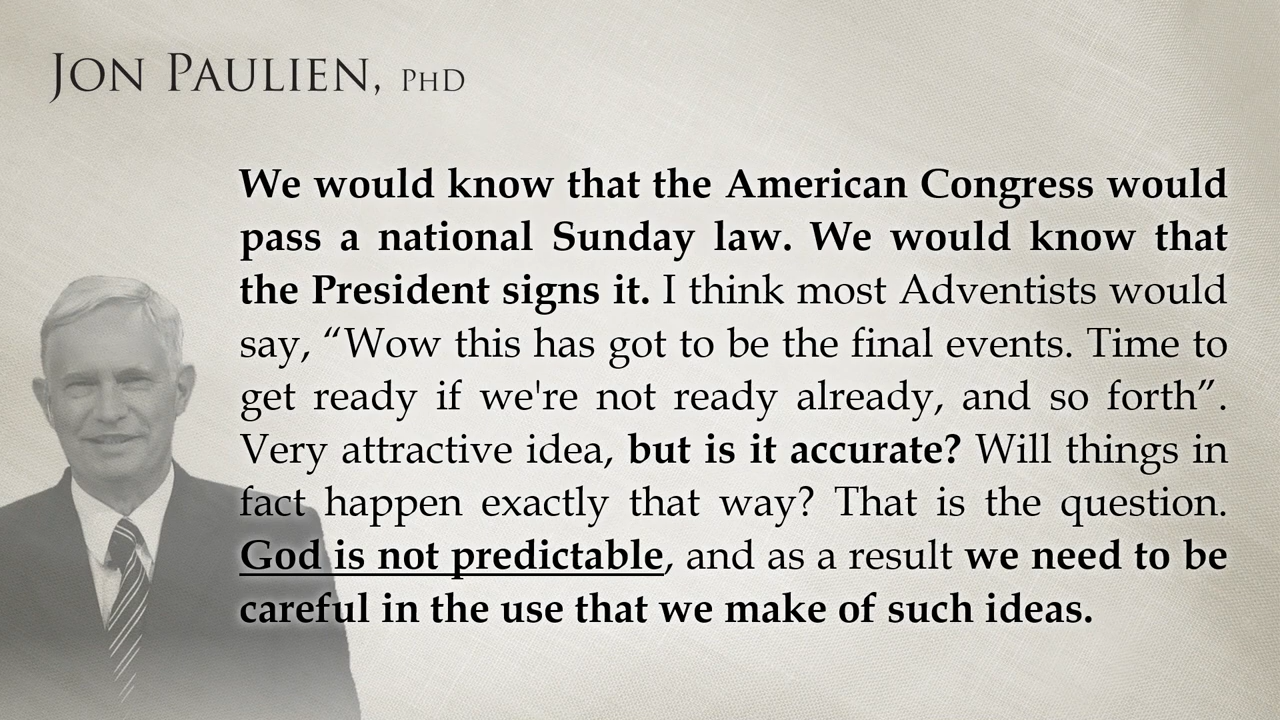 JON PAULIEN, PHD
We would know that the American Congress would
pass a national Sunday law. We would know that
the President signs it. I think most Adventists would
say, “Wow this has got to be the final events. Time to
get ready if we're not ready already, and so forth”.
Very attractive idea, but is it accurate? Will things in
fact happen exactly that way? That is the question.
God is not predictable, and as a result we need to be
careful in the use that we make of such ideas.